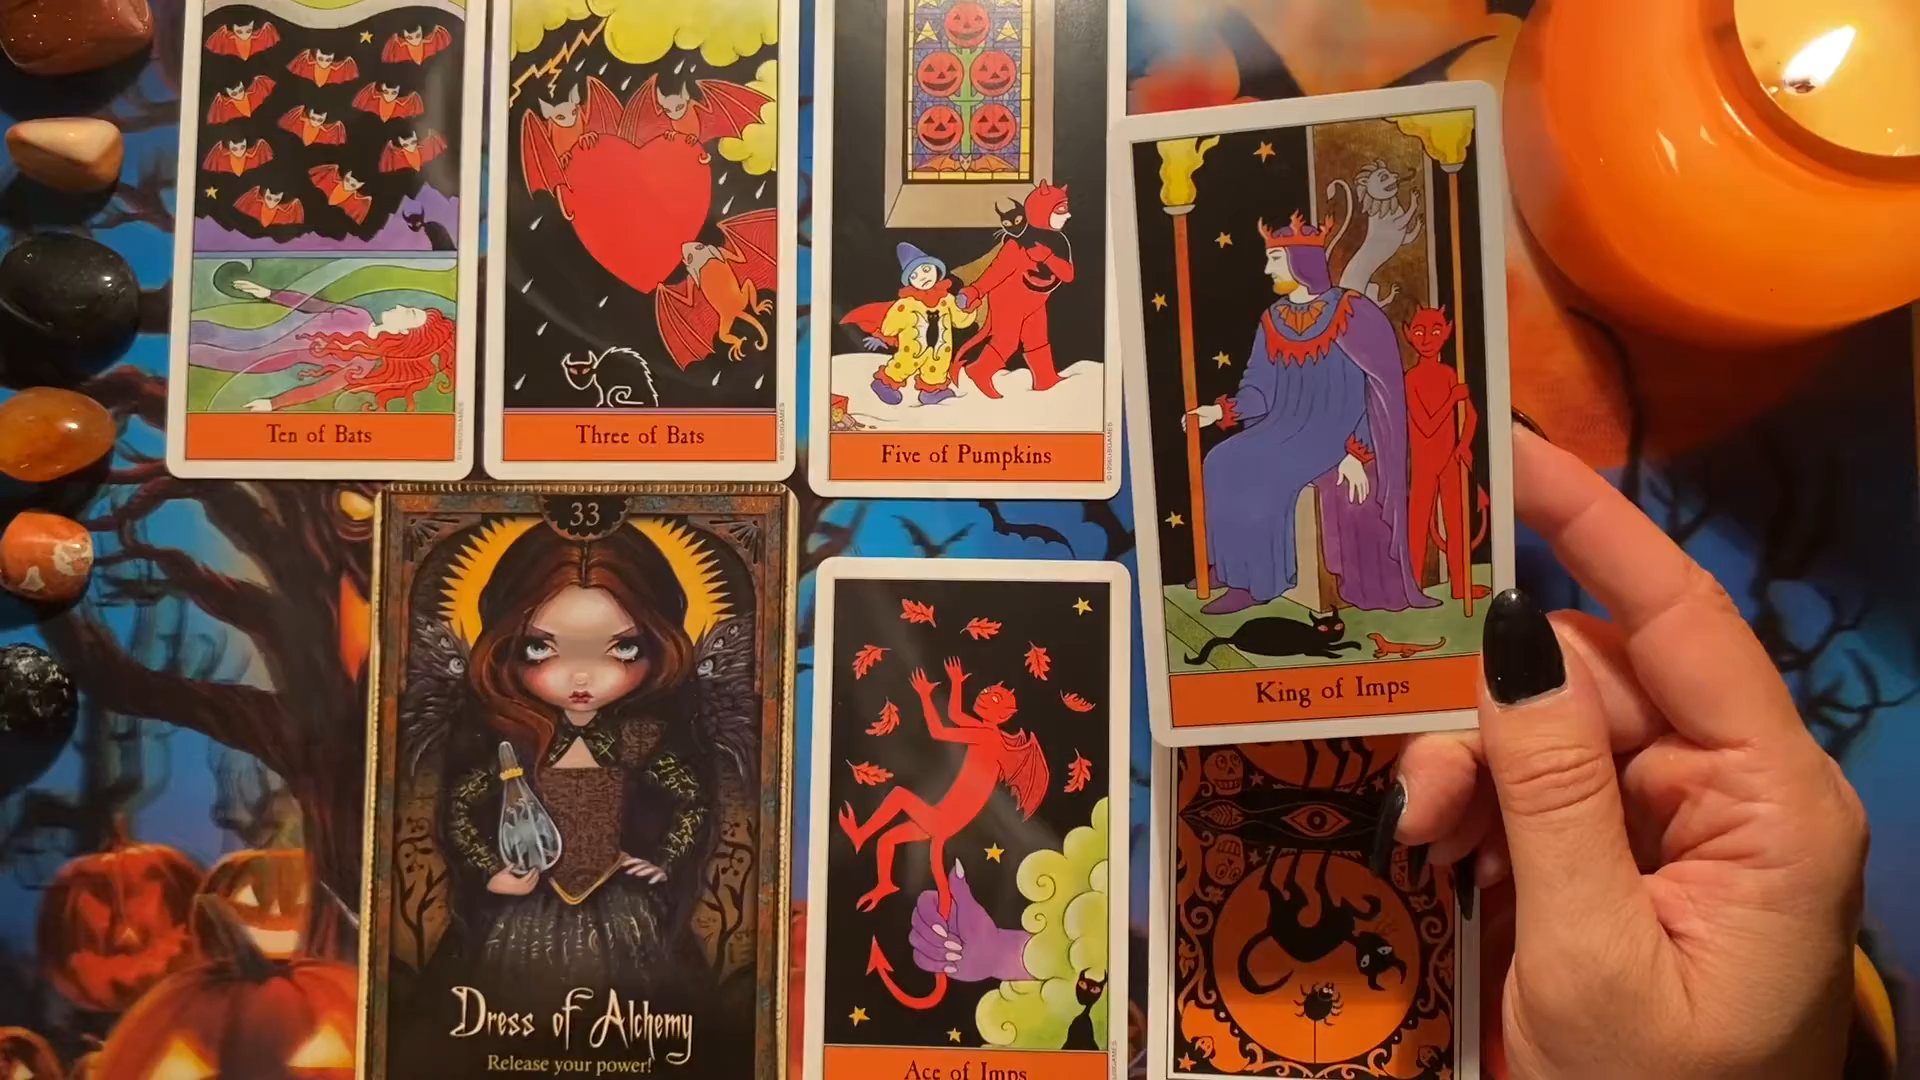 Ten of Bats
Three of Bats
Five of Pumpkins
King of Imps
33
Dress of Alchemy
Release your power!
Ace of Imps